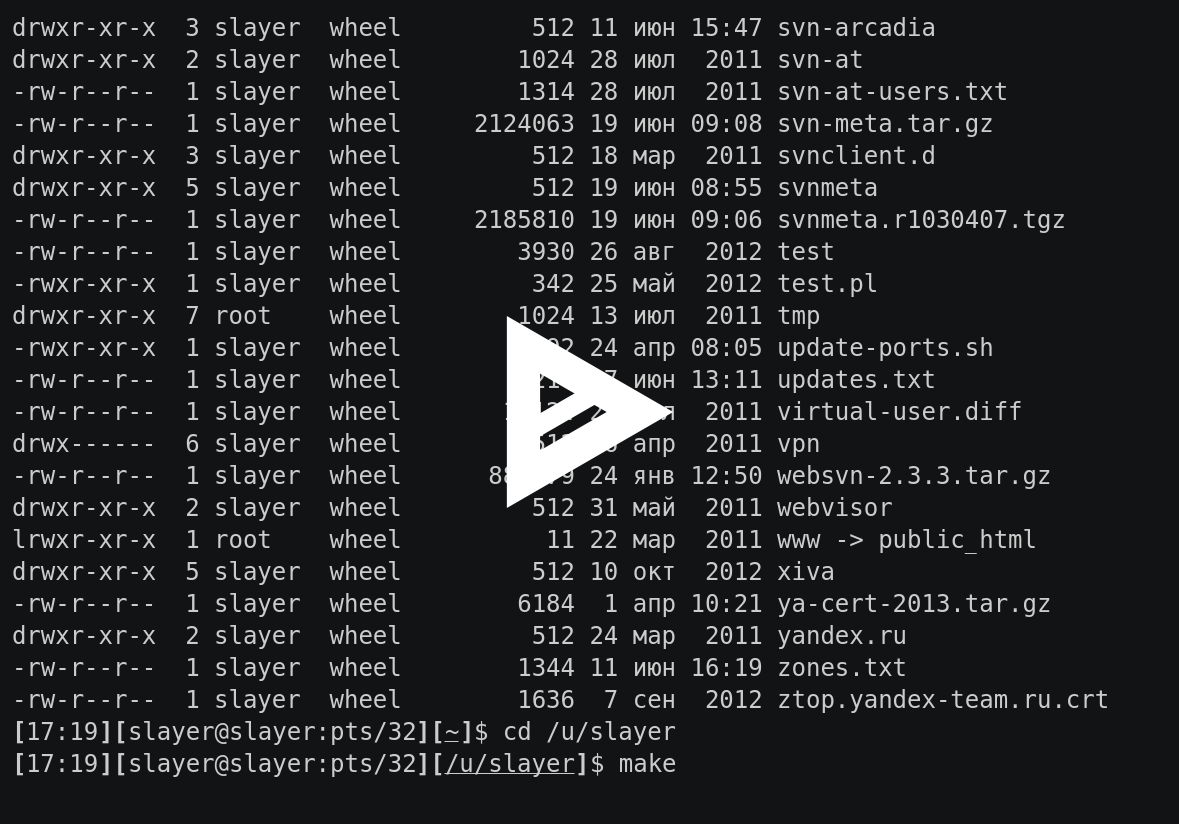 drwxr-xr-x  3 slayer  wheel         512 11 июн 15:47 svn-arcadia
drwxr-xr-x  2 slayer  wheel        1024 28 июл  2011 svn-at
-rw-r--r--  1 slayer  wheel        1314 28 июл  2011 svn-at-users.txt
-rw-r--r--  1 slayer  wheel     2124063 19 июн 09:08 svn-meta.tar.gz
drwxr-xr-x  3 slayer  wheel         512 18 мар  2011 svnclient.d
drwxr-xr-x  5 slayer  wheel         512 19 июн 08:55 svnmeta
-rw-r--r--  1 slayer  wheel     2185810 19 июн 09:06 svnmeta.r1030407.tgz
-rw-r--r--  1 slayer  wheel        3930 26 авг  2012 test
-rwxr-xr-x  1 slayer  wheel         342 25 май  2012 test.pl
drwxr-xr-x  7 root    wheel        1024 13 июл  2011 tmp
-rwxr-xr-x  1 slayer  wheel 24 апр 08:05 update-ports.sh
-rw-r--r--  1 slayer  wheel июн 13:11 updates.txt
-rw-r--r--  1 slayer  wheel 2011 virtual-user.diff
drwx------  6 slayer  wheel апр  2011 vpn
-rw-r--r--  1 slayer  wheel 24 янв 12:50 websvn-2.3.3.tar.gz
drwxr-xr-x  2 slayer  wheel         512 31 май  2011 webvisor
lrwxr-xr-x  1 root    wheel          11 22 мар  2011 www -> public_html
drwxr-xr-x  5 slayer  wheel         512 10 окт  2012 xiva
-rw-r--r--  1 slayer  wheel        6184  1 апр 10:21 ya-cert-2013.tar.gz
drwxr-xr-x  2 slayer  wheel         512 24 мар  2011 yandex.ru
-rw-r--r--  1 slayer  wheel        1344 11 июн 16:19 zones.txt
-rw-r--r--  1 slayer  wheel        1636  7 сен  2012 ztop.yandex-team.ru.crt
[17:19][slayer@slayer:pts/32][~]$ cd /u/slayer
[17:19][slayer@slayer:pts/32][/u/slayer]$ make